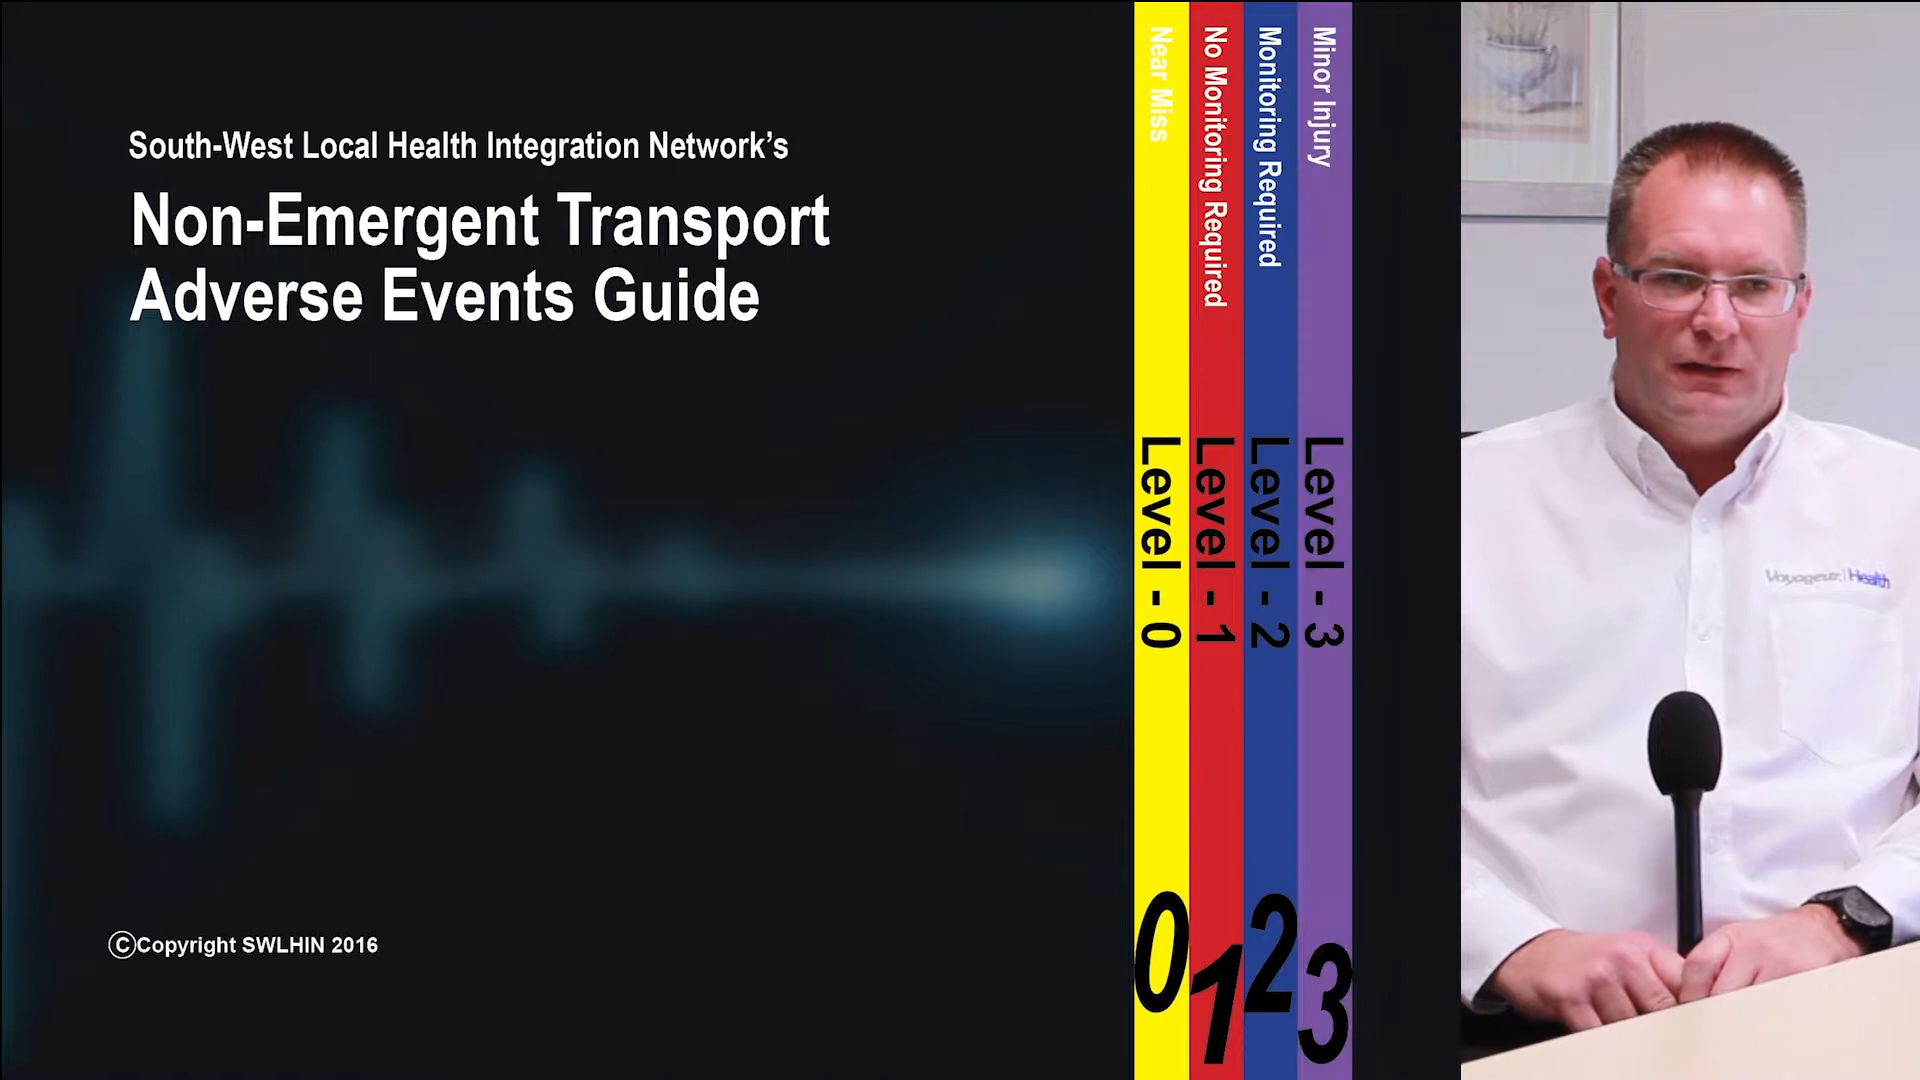 South-West Local Health Integration Network’s
Non-Emergent Transport
Adverse Events Guide
©Copyright SWLHIN 2016
Near Miss
Level - 0
0
No Monitoring Required
Level - 1
1
Monitoring Required
Level - 2
2
Minor Injury
Level - 3
3
Voyageur | Health